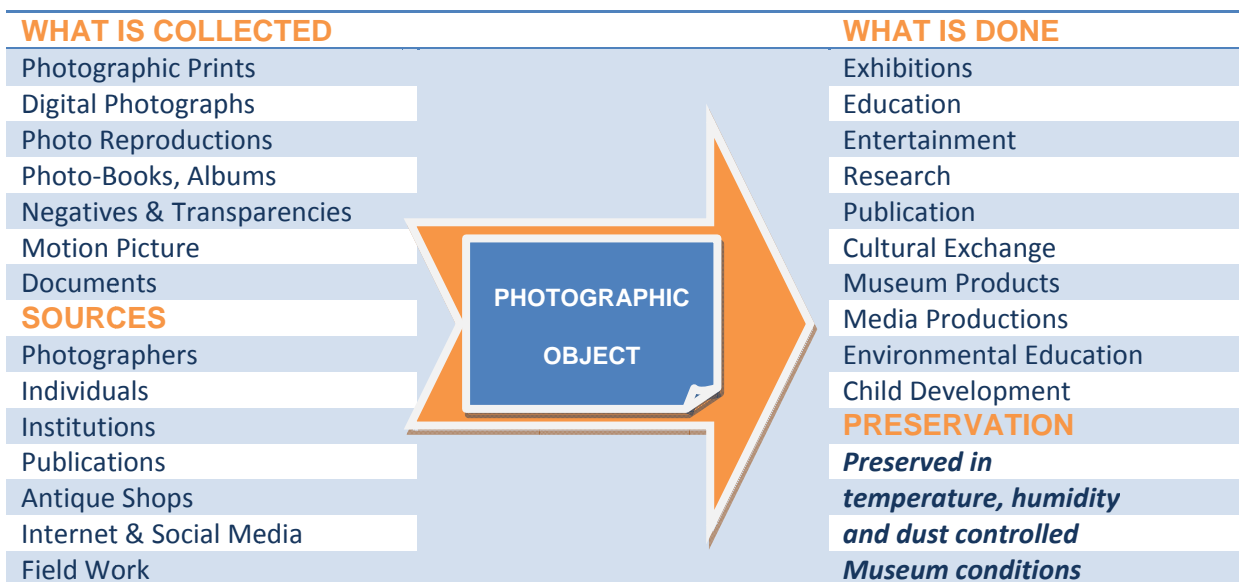 WHAT IS COLLECTED
Photographic Prints
Digital Photographs
Photo Reproductions
Photo-Books, Albums
Negatives & Transparencies
Motion Picture
Documents
SOURCES
Photographers
Individuals
Institutions
Publications
Antique Shops
Internet & Social Media
Field Work
PHOTOGRAPHIC
OBJECT
WHAT IS DONE
Exhibitions
Education
Entertainment
Research
Publication
Cultural Exchange
Museum Products
Media Productions
Environmental Education
Child Development
PRESERVATION
Preserved in
temperature, humidity
and dust controlled
Museum conditions